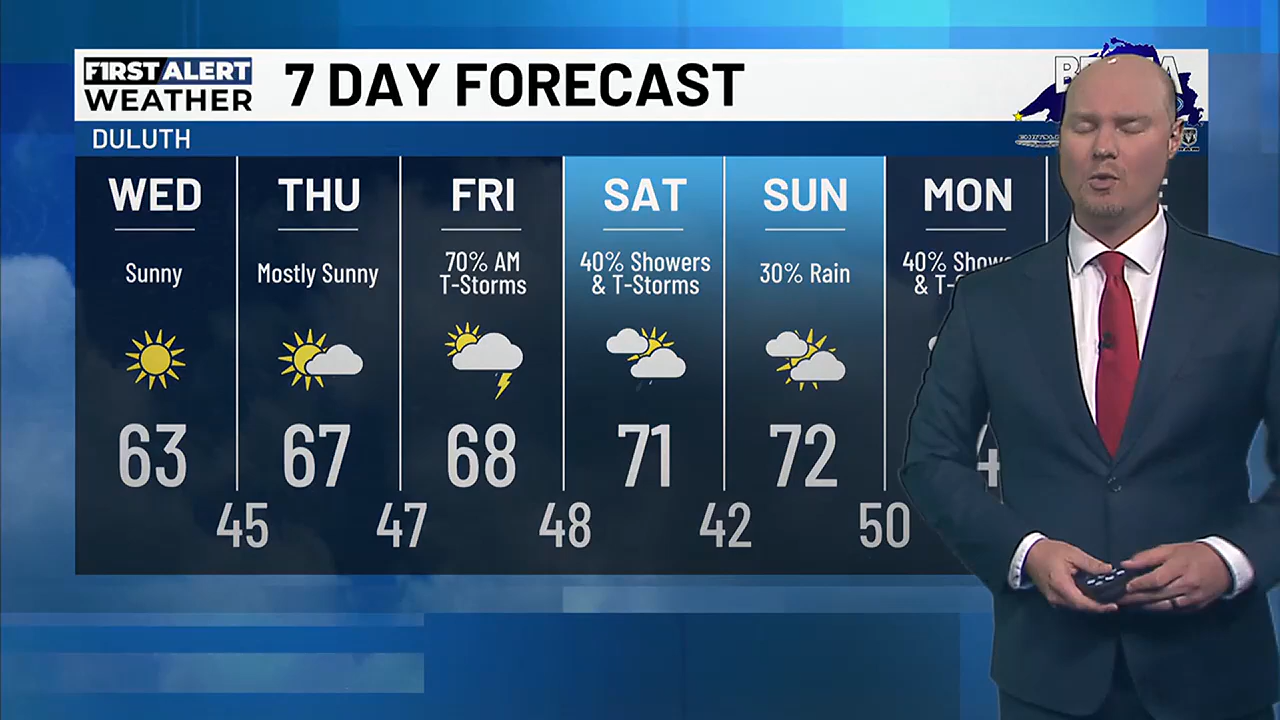 FIRST ALERT
WEATHER
7 DAY FORECAST
DULUTH
WED
THU
FRI
SAT
SUN
MON
Sunny
Mostly Sunny
70% AM
T-Storms
40% Showers
& T-Storms
30% Rain
40%
63
67
68
71
72
45
47
48
42
50